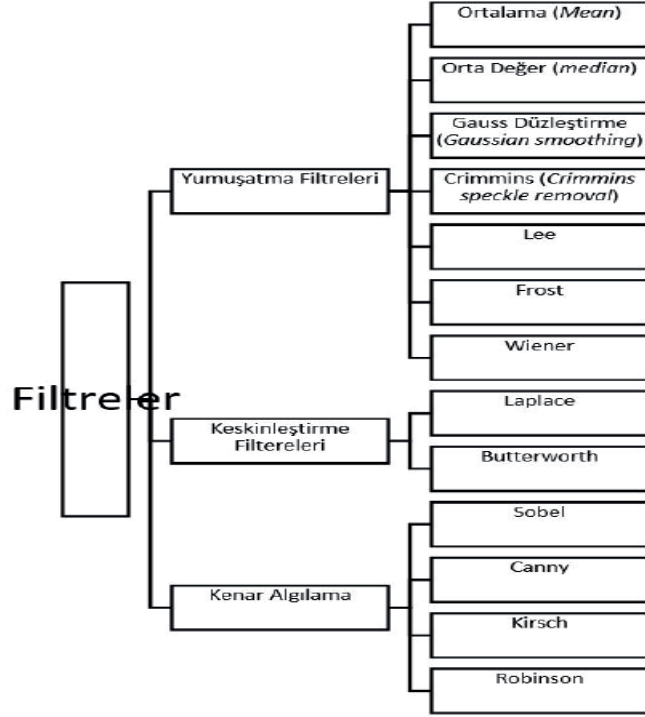 Filtreler
Yumuşatma Filtreleri
Ortalama (Mean)
Orta Değer (median)
Gauss Düzleştirme
(Gaussian smoothing)
Crimmins (Crimmins
speckle removal)
Lee
Frost
Wiener
Keskinleştirme
Filtereleri
Laplace
Butterworth
Kenar Algılama
Sobel
Canny
Kirsch
Robinson